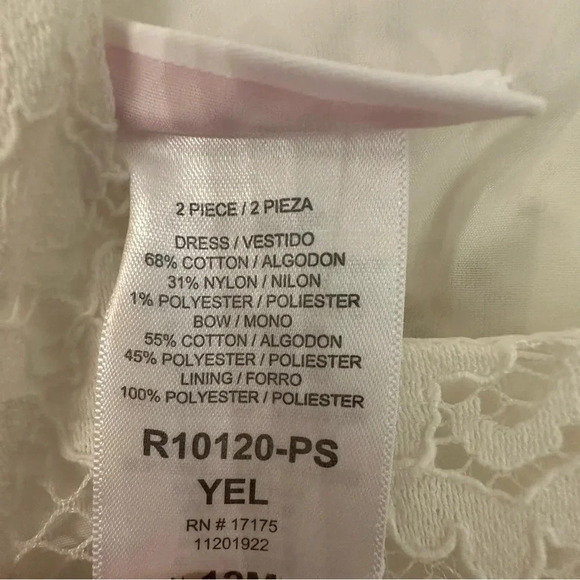 2 PIECE / 2 PIEZA
DRESS / VESTIDO
68% COTTON / ALGODON
31% NYLON / NILON
1% POLYESTER / POLIESTER
BOW / MONO
55% COTTON / ALGODON
45% POLYESTER / POLIESTER
LINING / FORRO
100% POLYESTER / POLIESTER
R10120-PS
YEL
RN # 17175
11201922